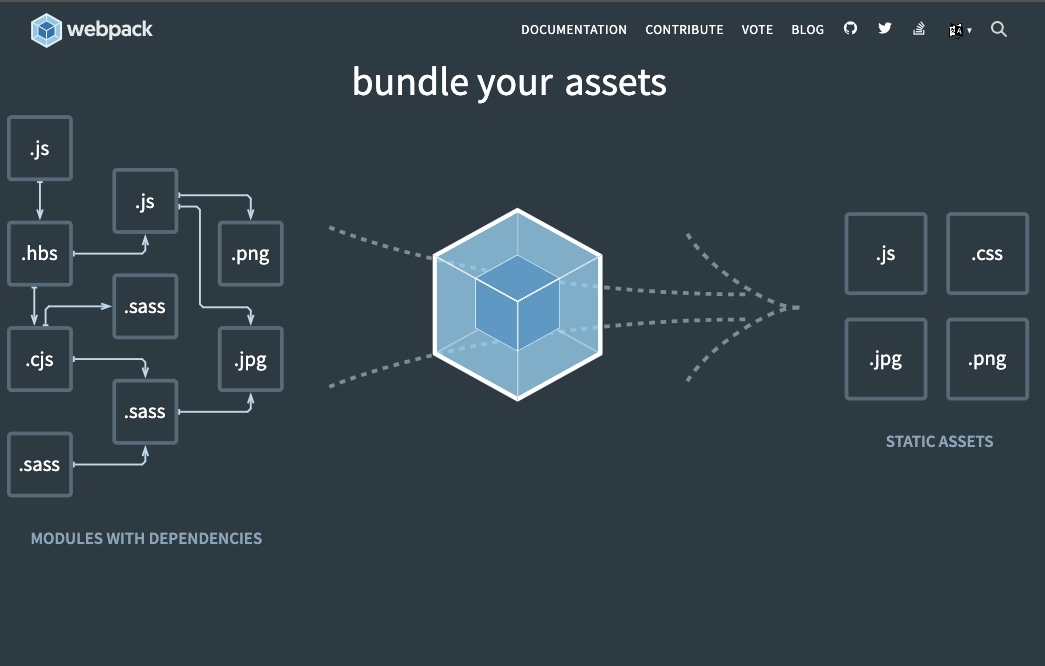 webpack
DOCUMENTATION CONTRIBUTE VOTE BLOG
bundle your assets
.js
.js
.hbs
.png
.sass
.cjs
.jpg
.sass
.sass
MODULES WITH DEPENDENCIES
.js
.css
.jpg
.png
STATIC ASSETS